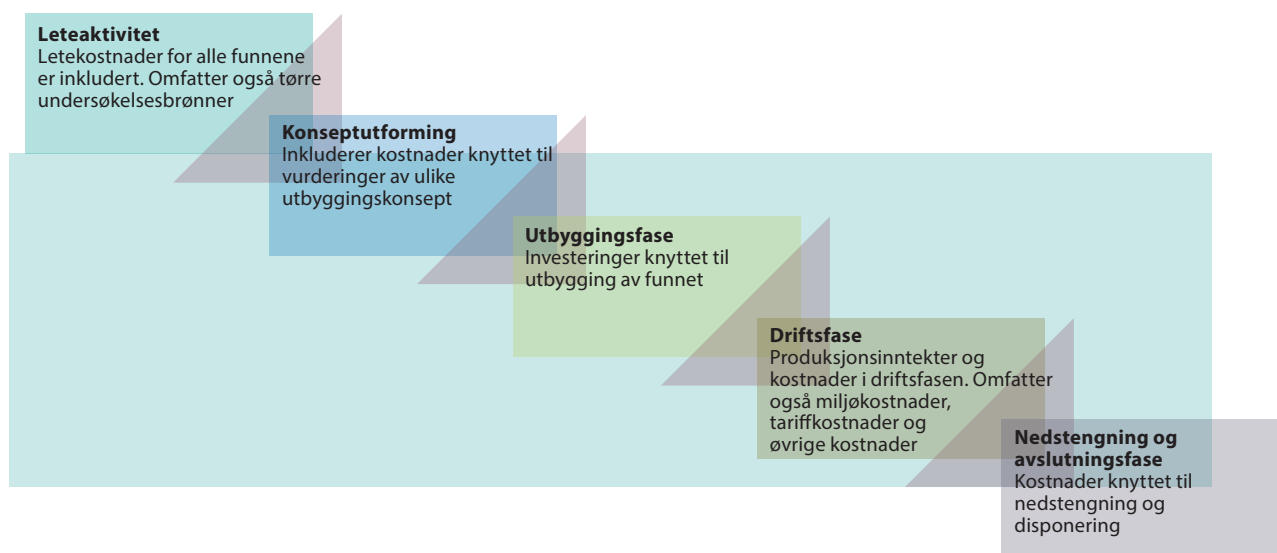 Leteaktivitet
Letekostnader for alle funnene
er inkludert. Omfatter også tørre
undersøkelsesbrønner
Konseptutforming
Inkluderer kostnader knyttet til
vurderinger av ulike
utbyggingskonsept
Utbyggingsfase
Investeringer knyttet til
utbygging av funnet
Driftsfase
Produksjonsinntekter og
kostnader i driftsfasen. Omfatter
også miljøkostnader,
tariffkostnader og
øvrige kostnader
Nedstengning og
avslutningsfase
Kostnader knyttet til
nedstengning og
disponering